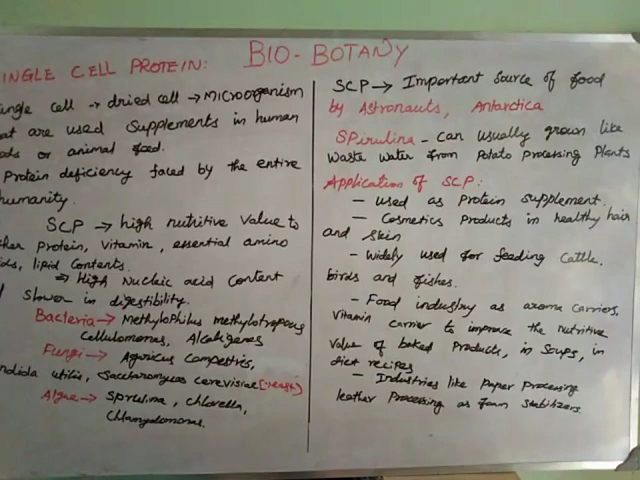 BIO-BOTANY
INGLE CELL PROTEIN:
ingle cell → dried cell → Microorganism
at are used supplements in human
ods or animal feed.
Protein deficiency faced by the entire
humanity.
SCP → high nutritive value to
her Protein, Vitamin, essential amino
ids, lipid contents.
→ High Nucleic acid content
slower in digestibility.
Bacteria → Methylophilus methylotropous
Cellulomonas, Alcaligenes
Fungi → Agaricus campestris,
ndida utilis, Saccharomyces cerevisiae (yeast)
Algae → Spirulina, chlorella,
Chlamydomonas.
SCP → Important Source of food
by Astronauts, Antarctica
SPirulina - can usually grown like
waste water from potato processing Plants
Application of SCP:
- used as Protein supplement.
- Cosmetics Products in healthy hair
and skin
- widely used for feeding Cattle,
birds and fishes.
- Food industry as aroma carriers,
vitamin carrier to improve the nutritive
value of baked Products, in soups, in
diet recipes
- Industries like Paper processing
leather Processing as foam stabilizers.